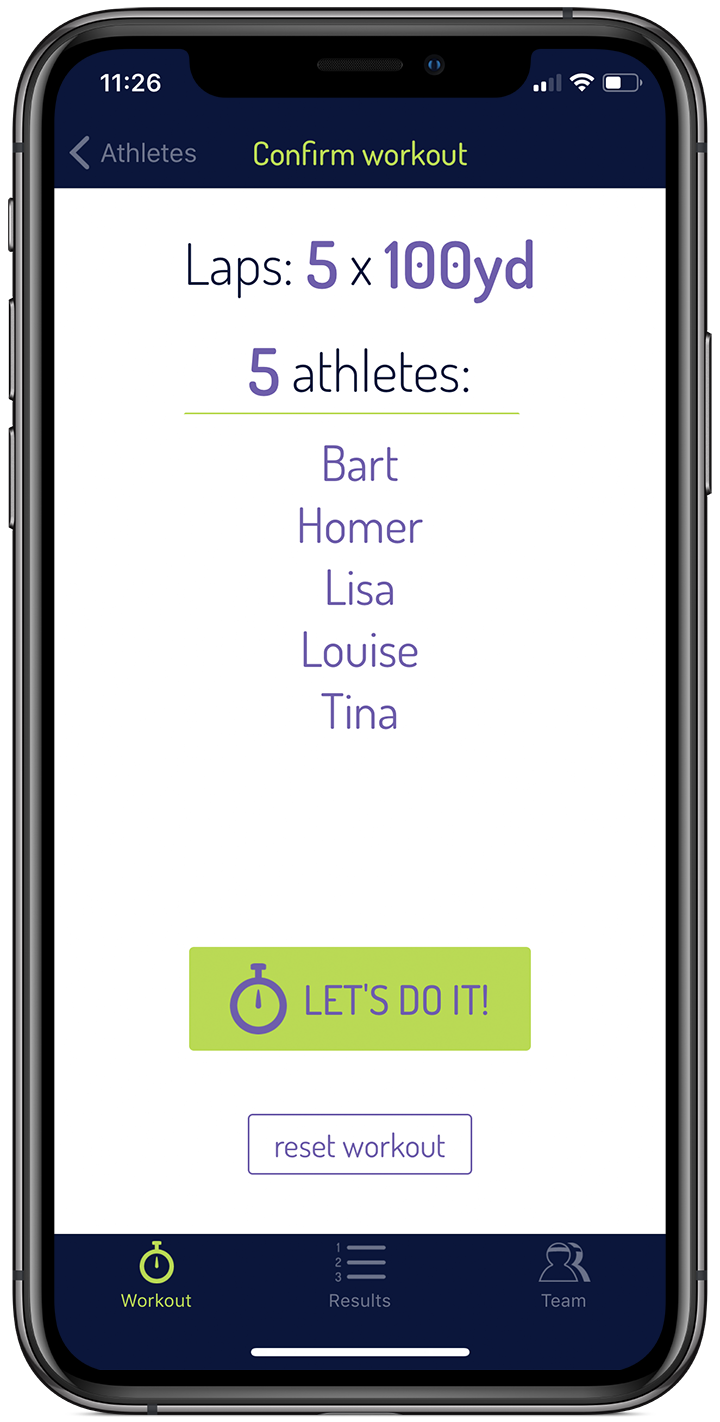 11:26
Athletes Confirm workout
Laps: 5 x 100yd
5 athletes:
Bart
Homer
Lisa
Louise
Tina
LET'S DO IT!
reset workout
1
2
3
Workout Results Team